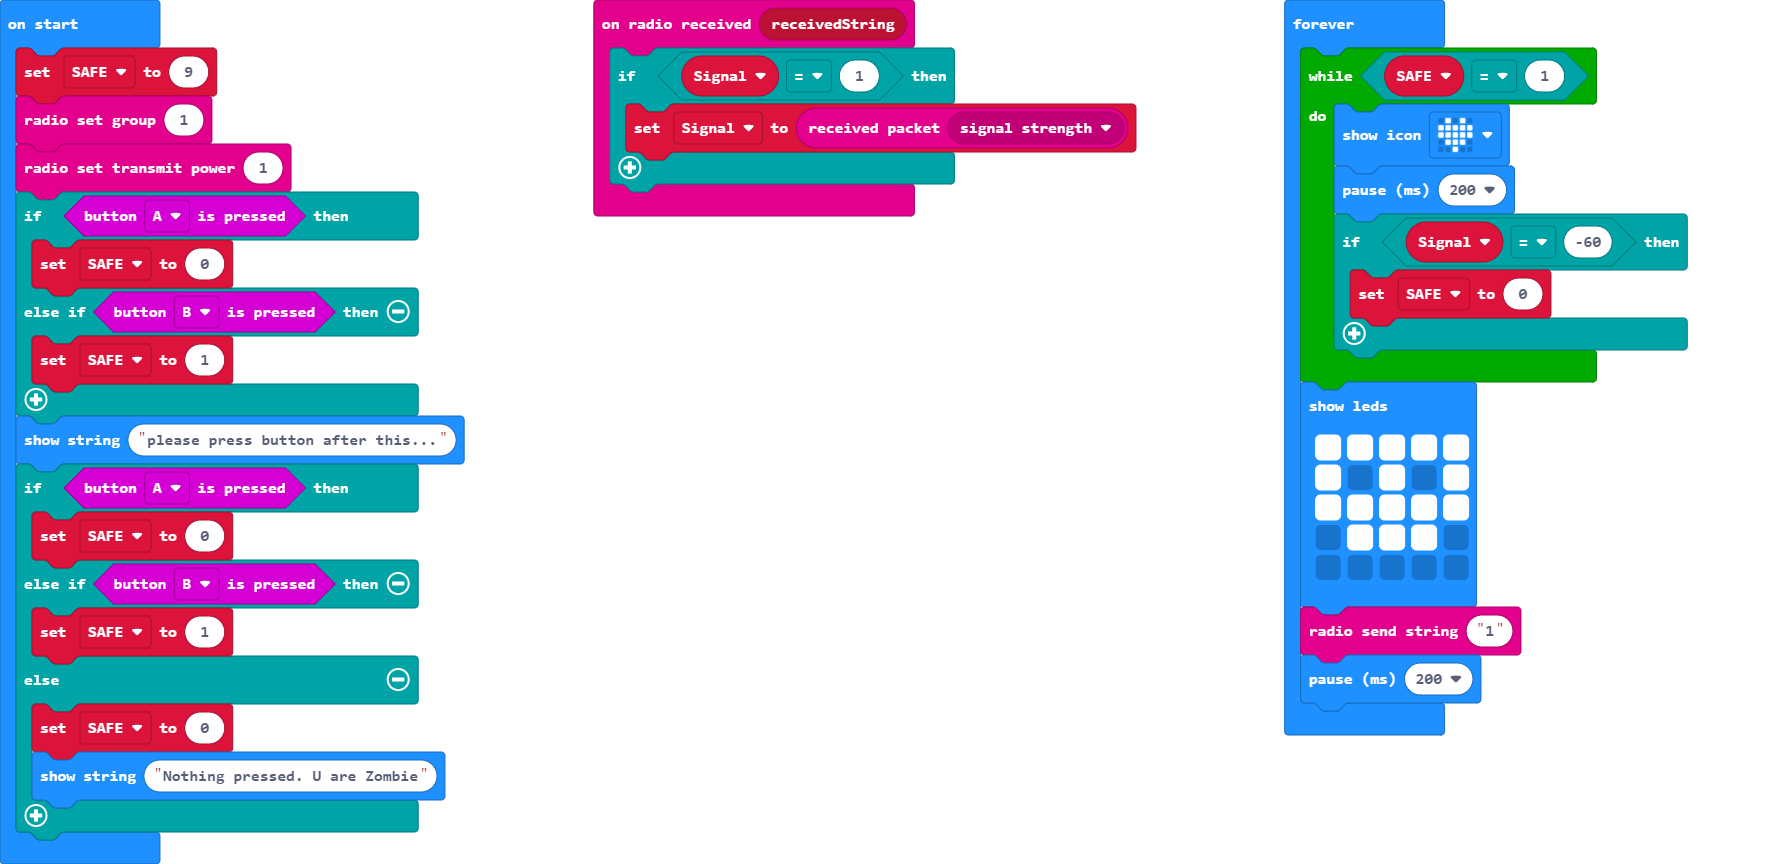 on start
set SAFE to 9
radio set group 1
radio set transmit power 1
if button A is pressed then
set SAFE to 0
else if button B is pressed then
set SAFE to 1
show string "please press button after this..."
if button A is pressed then
set SAFE to 0
else if button B is pressed then
set SAFE to 1
else
set SAFE to 0
show string "Nothing pressed. U are Zombie"
on radio received receivedString
if Signal = 1 then
set Signal to received packet signal strength
forever
while SAFE = 1
do
show icon
pause (ms) 200
if Signal = -60 then
set SAFE to 0
show leds
radio send string "1"
pause (ms) 200